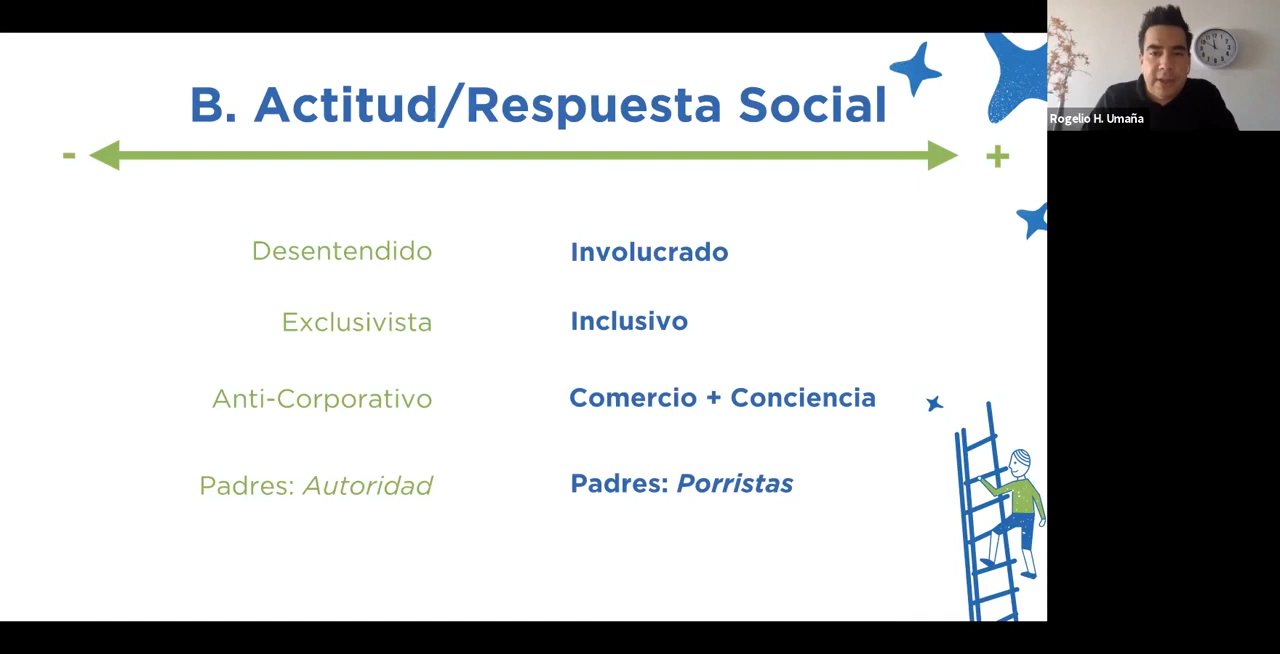 B. Actitud/Respuesta Social
- +
Desentendido Involucrado
Exclusivista Inclusivo
Anti-Corporativo Comercio + Conciencia
Padres: Autoridad Padres: Porristas
Rogelio H. Umaña